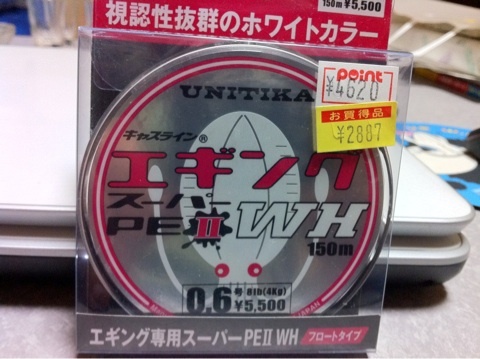 150m ¥5,500
視認性抜群のホワイトカラー
point
¥4620
お買得品
¥2887
UNITIKA
キャスライン®
エギング
スーパー
PEⅡ WH
150m
0.6号 8lb(4Kg)
¥5,500
JAPAN
エギング専用スーパーPEⅡ WH フロートタイプ